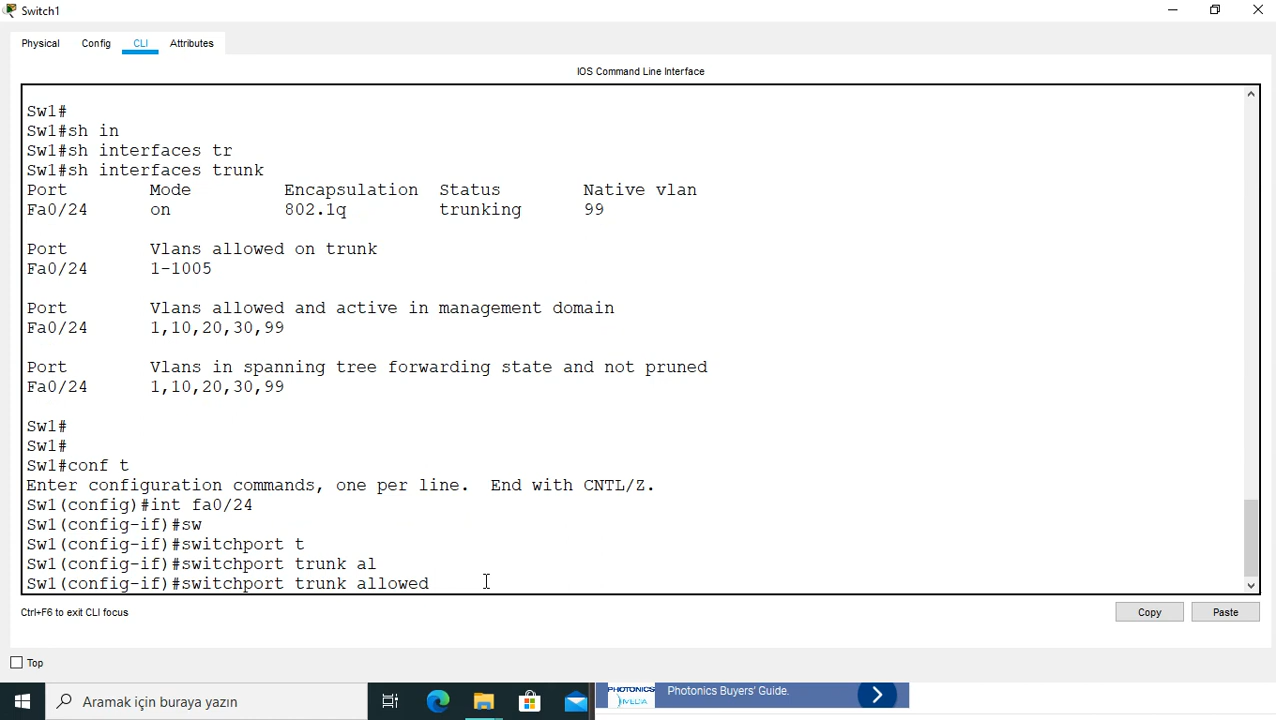 Switch1
Physical Config CLI Attributes
IOS Command Line Interface
Sw1#
Sw1#sh in
Sw1#sh interfaces tr
Sw1#sh interfaces trunk
Port Mode Encapsulation Status Native vlan
Fa0/24 on 802.1q trunking 99
Port Vlans allowed on trunk
Fa0/24 1-1005
Port Vlans allowed and active in management domain
Fa0/24 1,10,20,30,99
Port Vlans in spanning tree forwarding state and not pruned
Fa0/24 1,10,20,30,99
Sw1#
Sw1#
Sw1#conf t
Enter configuration commands, one per line. End with CNTL/Z.
Sw1(config)#int fa0/24
Sw1(config-if)#sw
Sw1(config-if)#switchport t
Sw1(config-if)#switchport trunk al
Sw1(config-if)#switchport trunk allowed
Ctrl+F6 to exit CLI focus
Copy Paste
Top
Aramak için buraya yazın
PHOTONICS MEDIA
Photonics Buyers' Guide.